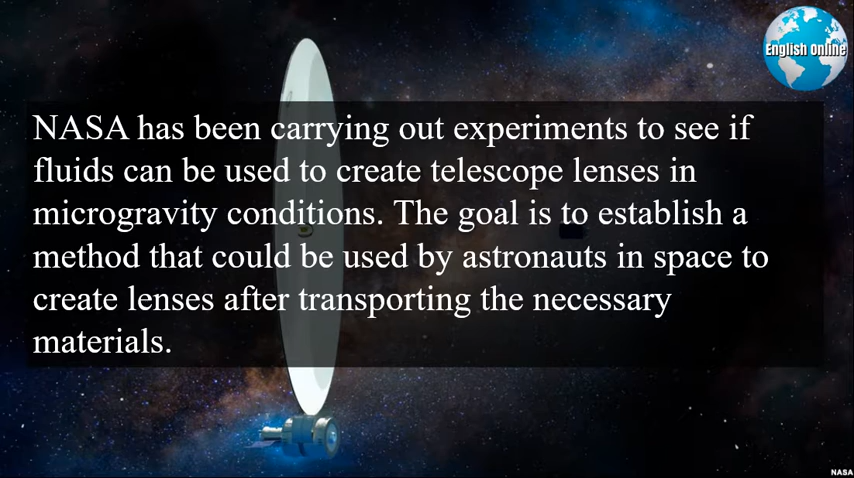 English Online
NASA has been carrying out experiments to see if
fluids can be used to create telescope lenses in
microgravity conditions. The goal is to establish a
method that could be used by astronauts in space to
create lenses after transporting the necessary
materials.
NASA